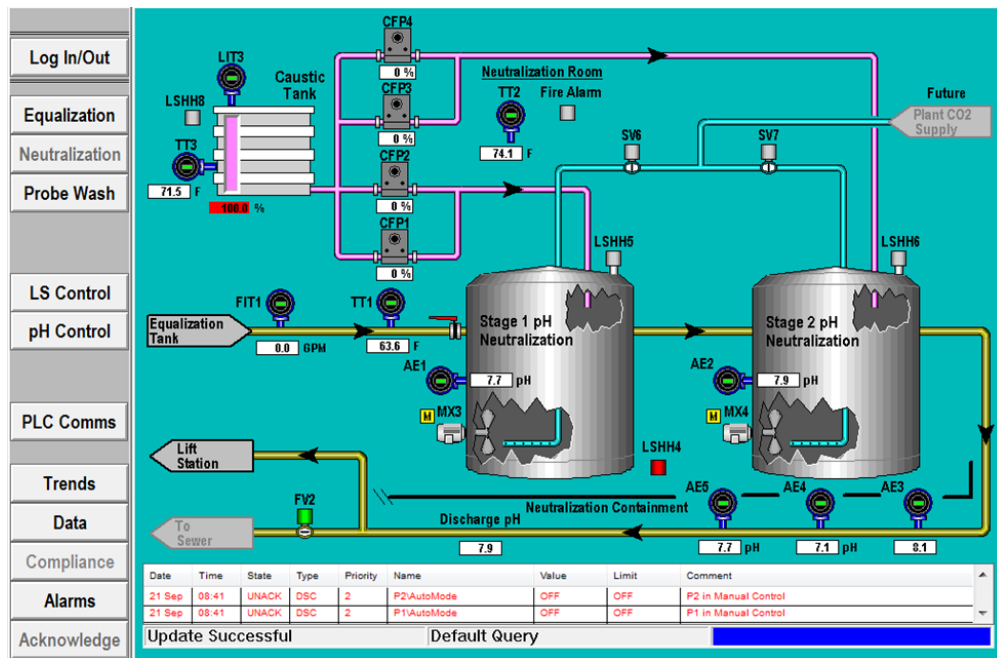 Log In/Out
Equalization
Neutralization
Probe Wash
LS Control
pH Control
PLC Comms
Trends
Data
Compliance
Alarms
Acknowledge
CFP4
0 %
LIT3
Caustic
Tank
LSHH8
TT3
71.5 F
100.0 %
CFP3
0 %
CFP2
0 %
CFP1
0 %
Neutralization Room
TT2
Fire Alarm
74.1 F
Future
Plant CO2
Supply
SV6
SV7
LSHH5
LSHH6
FIT1
TT1
Equalization
Tank
0.0 GPM
63.6 F
Stage 1 pH
Neutralization
Stage 2 pH
Neutralization
AE1
7.7 pH
AE2
7.9 pH
M
MX3
M
MX4
LSHH4
Lift
Station
FV2
To
Sewer
Neutralization Containment
Discharge pH
7.9
AE5
AE4
AE3
7.7 pH
7.1 pH
8.1
Date Time State Type Priority Name Value Limit Comment
21 Sep 08:41 UNACK DSC 2 P2\AutoMode OFF OFF P2 in Manual Control
21 Sep 08:41 UNACK DSC 2 P1\AutoMode OFF OFF P1 in Manual Control
Update Successful
Default Query